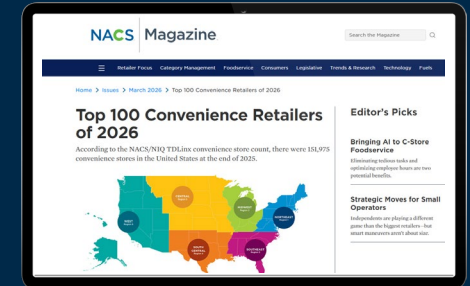 NACS Magazine
Search the Magazine
Retailer Focus Category Management Foodservice Consumers Legislative Trends & Research Technology Fuels
Home > Issues > March 2026 > Top 100 Convenience Retailers of 2026
Top 100 Convenience Retailers
of 2026
According to the NACS/NIQ TDLinx convenience store count, there were 151,975
convenience stores in the United States at the end of 2025.
WEST
CENTRAL
SOUTH
CENTRAL
MIDWEST
SOUTHEAST
NORTHEAST
Editor's Picks
Bringing AI to C-Store
Foodservice
Eliminating tedious tasks and
optimizing employee hours are two
potential benefits.
Strategic Moves for Small
Operators
Independents are playing a different
game than the biggest retailers—but
smart maneuvers aren't about size.